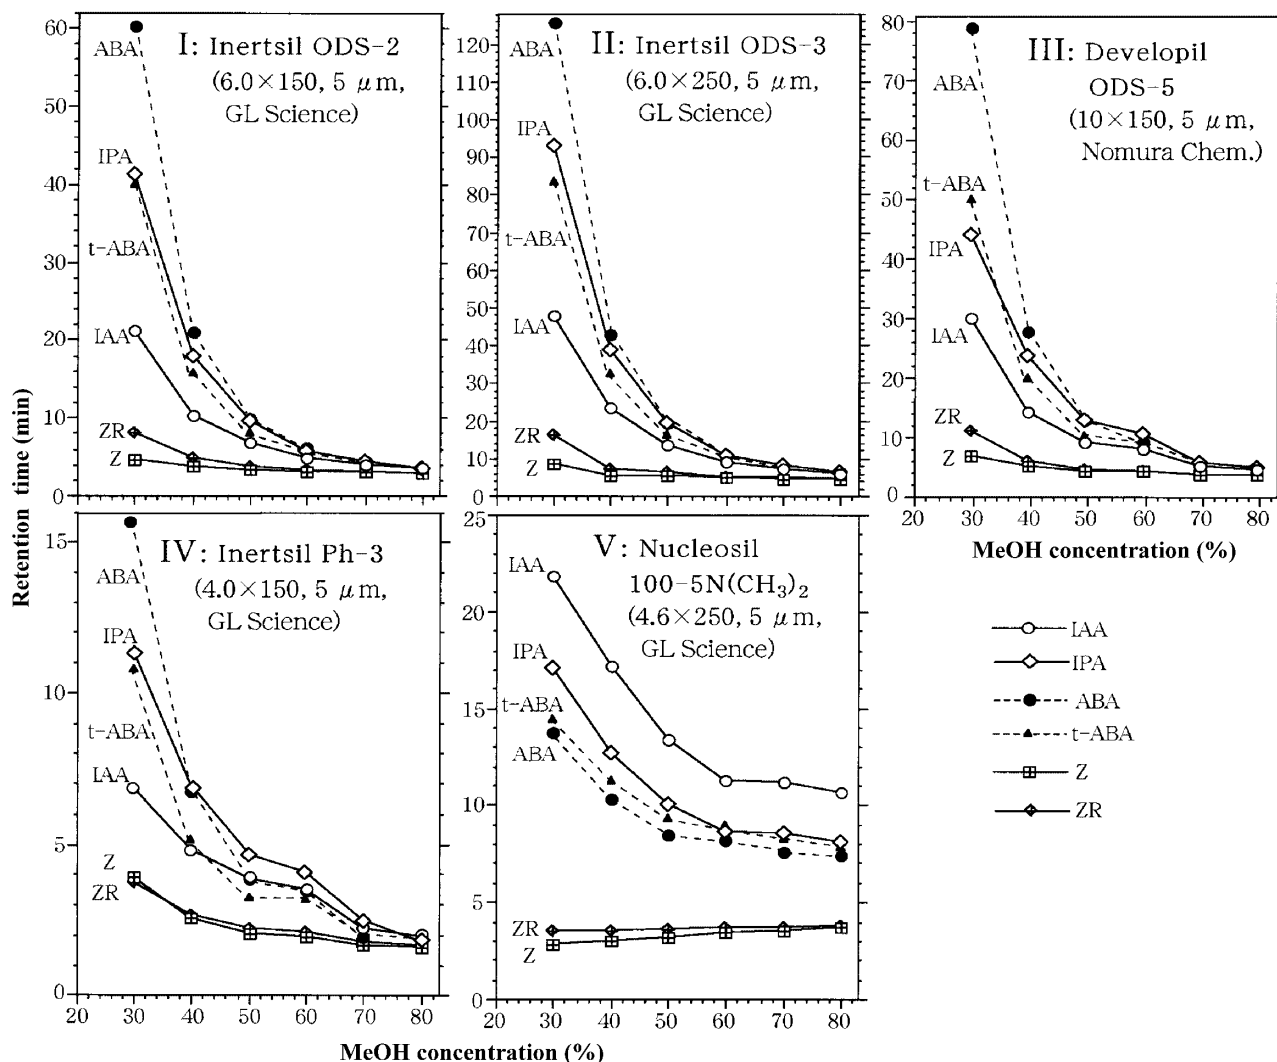 I: Inertsil ODS-2
(6.0×150, 5 μm,
GL Science)
60
50
40
30
20
10
0
ABA
IPA
t-ABA
IAA
ZR
Z
II: Inertsil ODS-3
(6.0×250, 5 μm,
GL Science)
120
110
100
90
80
70
60
50
40
30
20
10
0
ABA
IPA
t-ABA
IAA
ZR
Z
III: Developil
ODS-5
(10×150, 5 μm,
Nomura Chem.)
80
70
60
50
40
30
20
10
0
ABA
t-ABA
IPA
IAA
ZR
Z
20 30 40 50 60 70 80
MeOH concentration (%)
Retention time (min)
IV: Inertsil Ph-3
(4.0×150, 5 μm,
GL Science)
15
10
5
0
ABA
IPA
t-ABA
IAA
Z
ZR
20 30 40 50 60 70 80
V: Nucleosil
100-5N(CH3)2
(4.6×250, 5 μm,
GL Science)
25
20
15
10
5
0
IAA
IPA
t-ABA
ABA
ZR
Z
20 30 40 50 60 70 80
MeOH concentration (%)
IAA
IPA
ABA
t-ABA
Z
ZR